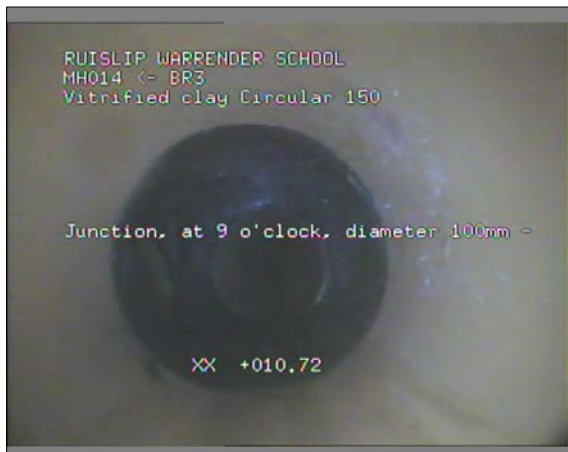 RUISLIP WARRENDER SCHOOL
MH014 <- BR3
Vitrified clay Circular 150
Junction, at 9 o'clock, diameter 100mm -
XX +010.72